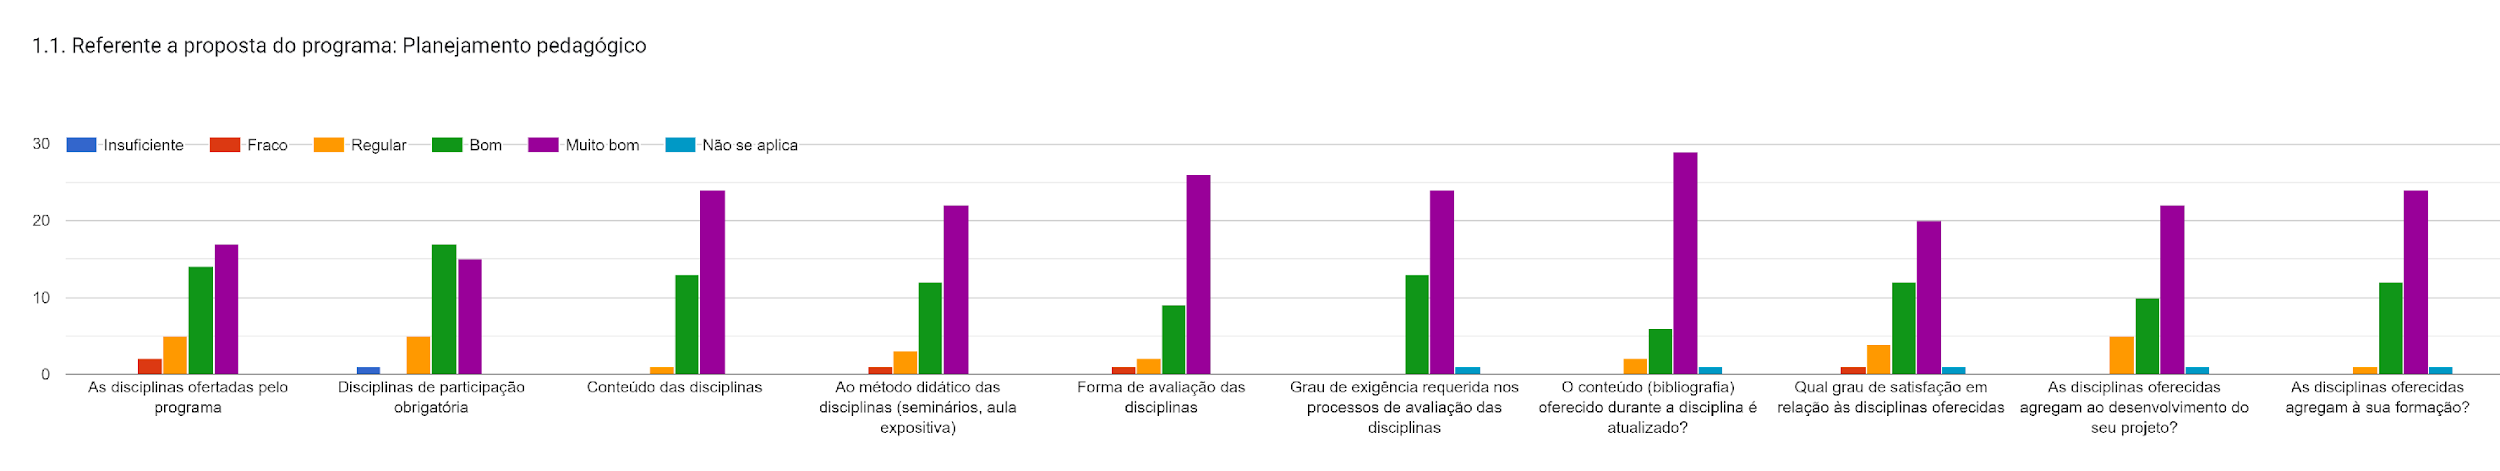 1.1. Referente a proposta do programa: Planejamento pedagógico
30
Insuficiente Fraco Regular Bom Muito bom Não se aplica
20
10
0
As disciplinas ofertadas pelo
programa
Disciplinas de participação
obrigatória
Conteúdo das disciplinas
Ao método didático das
disciplinas (seminários, aula
expositiva)
Forma de avaliação das
disciplinas
Grau de exigência requerida nos
processos de avaliação das
disciplinas
O conteúdo (bibliografia)
oferecido durante a disciplina é
atualizado?
Qual grau de satisfação em
relação às disciplinas oferecidas
As disciplinas oferecidas
agregam ao desenvolvimento do
seu projeto?
As disciplinas oferecidas
agregam à sua formação?